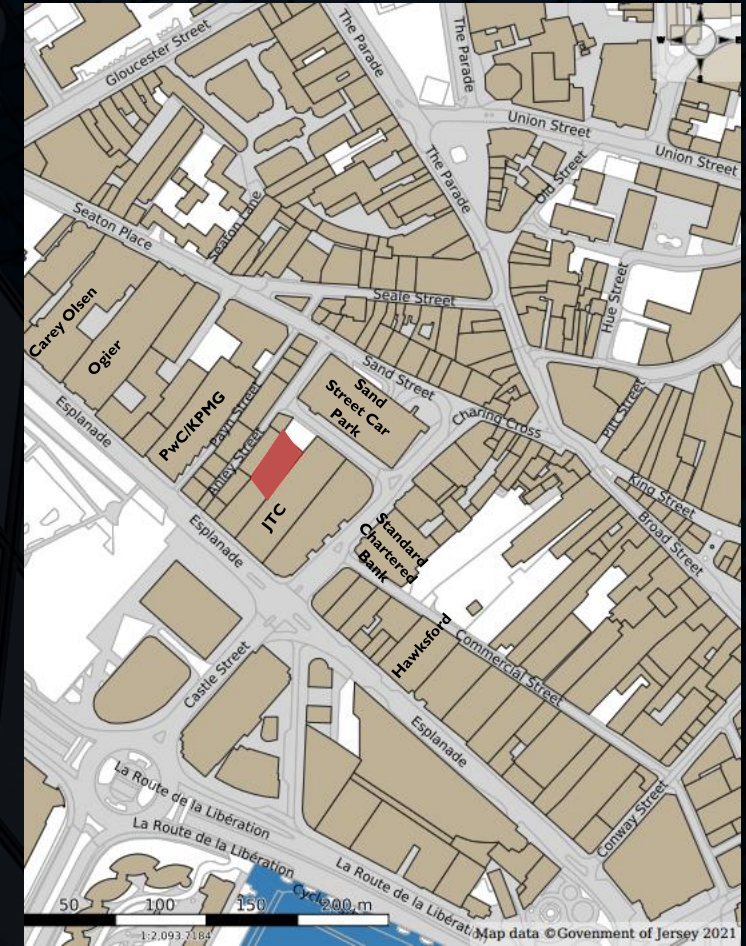 The Parade
The Parade
Gloucester Street
Union Street
Union Street
The Parade
Old Street
Seaton Lane
Seaton Place
Hue Street
Seale Street
Carey Olsen
Ogier
Sand Street
Sand
Street Car
Park
Pitt Street
PwC/KPMG
Payn Street
Charing Cross
Esplanade
Anley Street
King Street
JTC
Broad Street
Esplanade
Standard
Chartered
Bank
Hawksford
Commercial Street
Castle Street
Esplanade
La Route de la Libération
Conway Street
La Route de la Libération
La Route de la Libération
50 100 150 200 m
1:2,093.7184
Map data ©Govenment of Jersey 2021